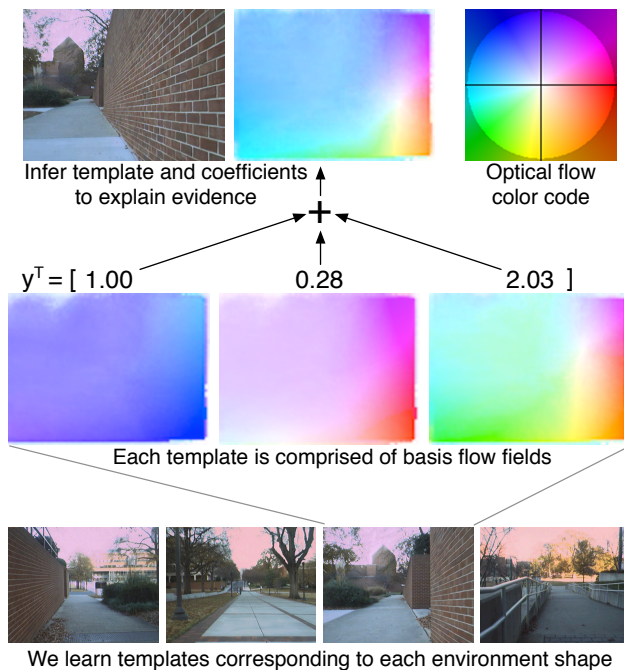 Infer template and coefficients
to explain evidence
Optical flow
color code
+
yT = [ 1.00 0.28 2.03 ]
Each template is comprised of basis flow fields
We learn templates corresponding to each environment shape